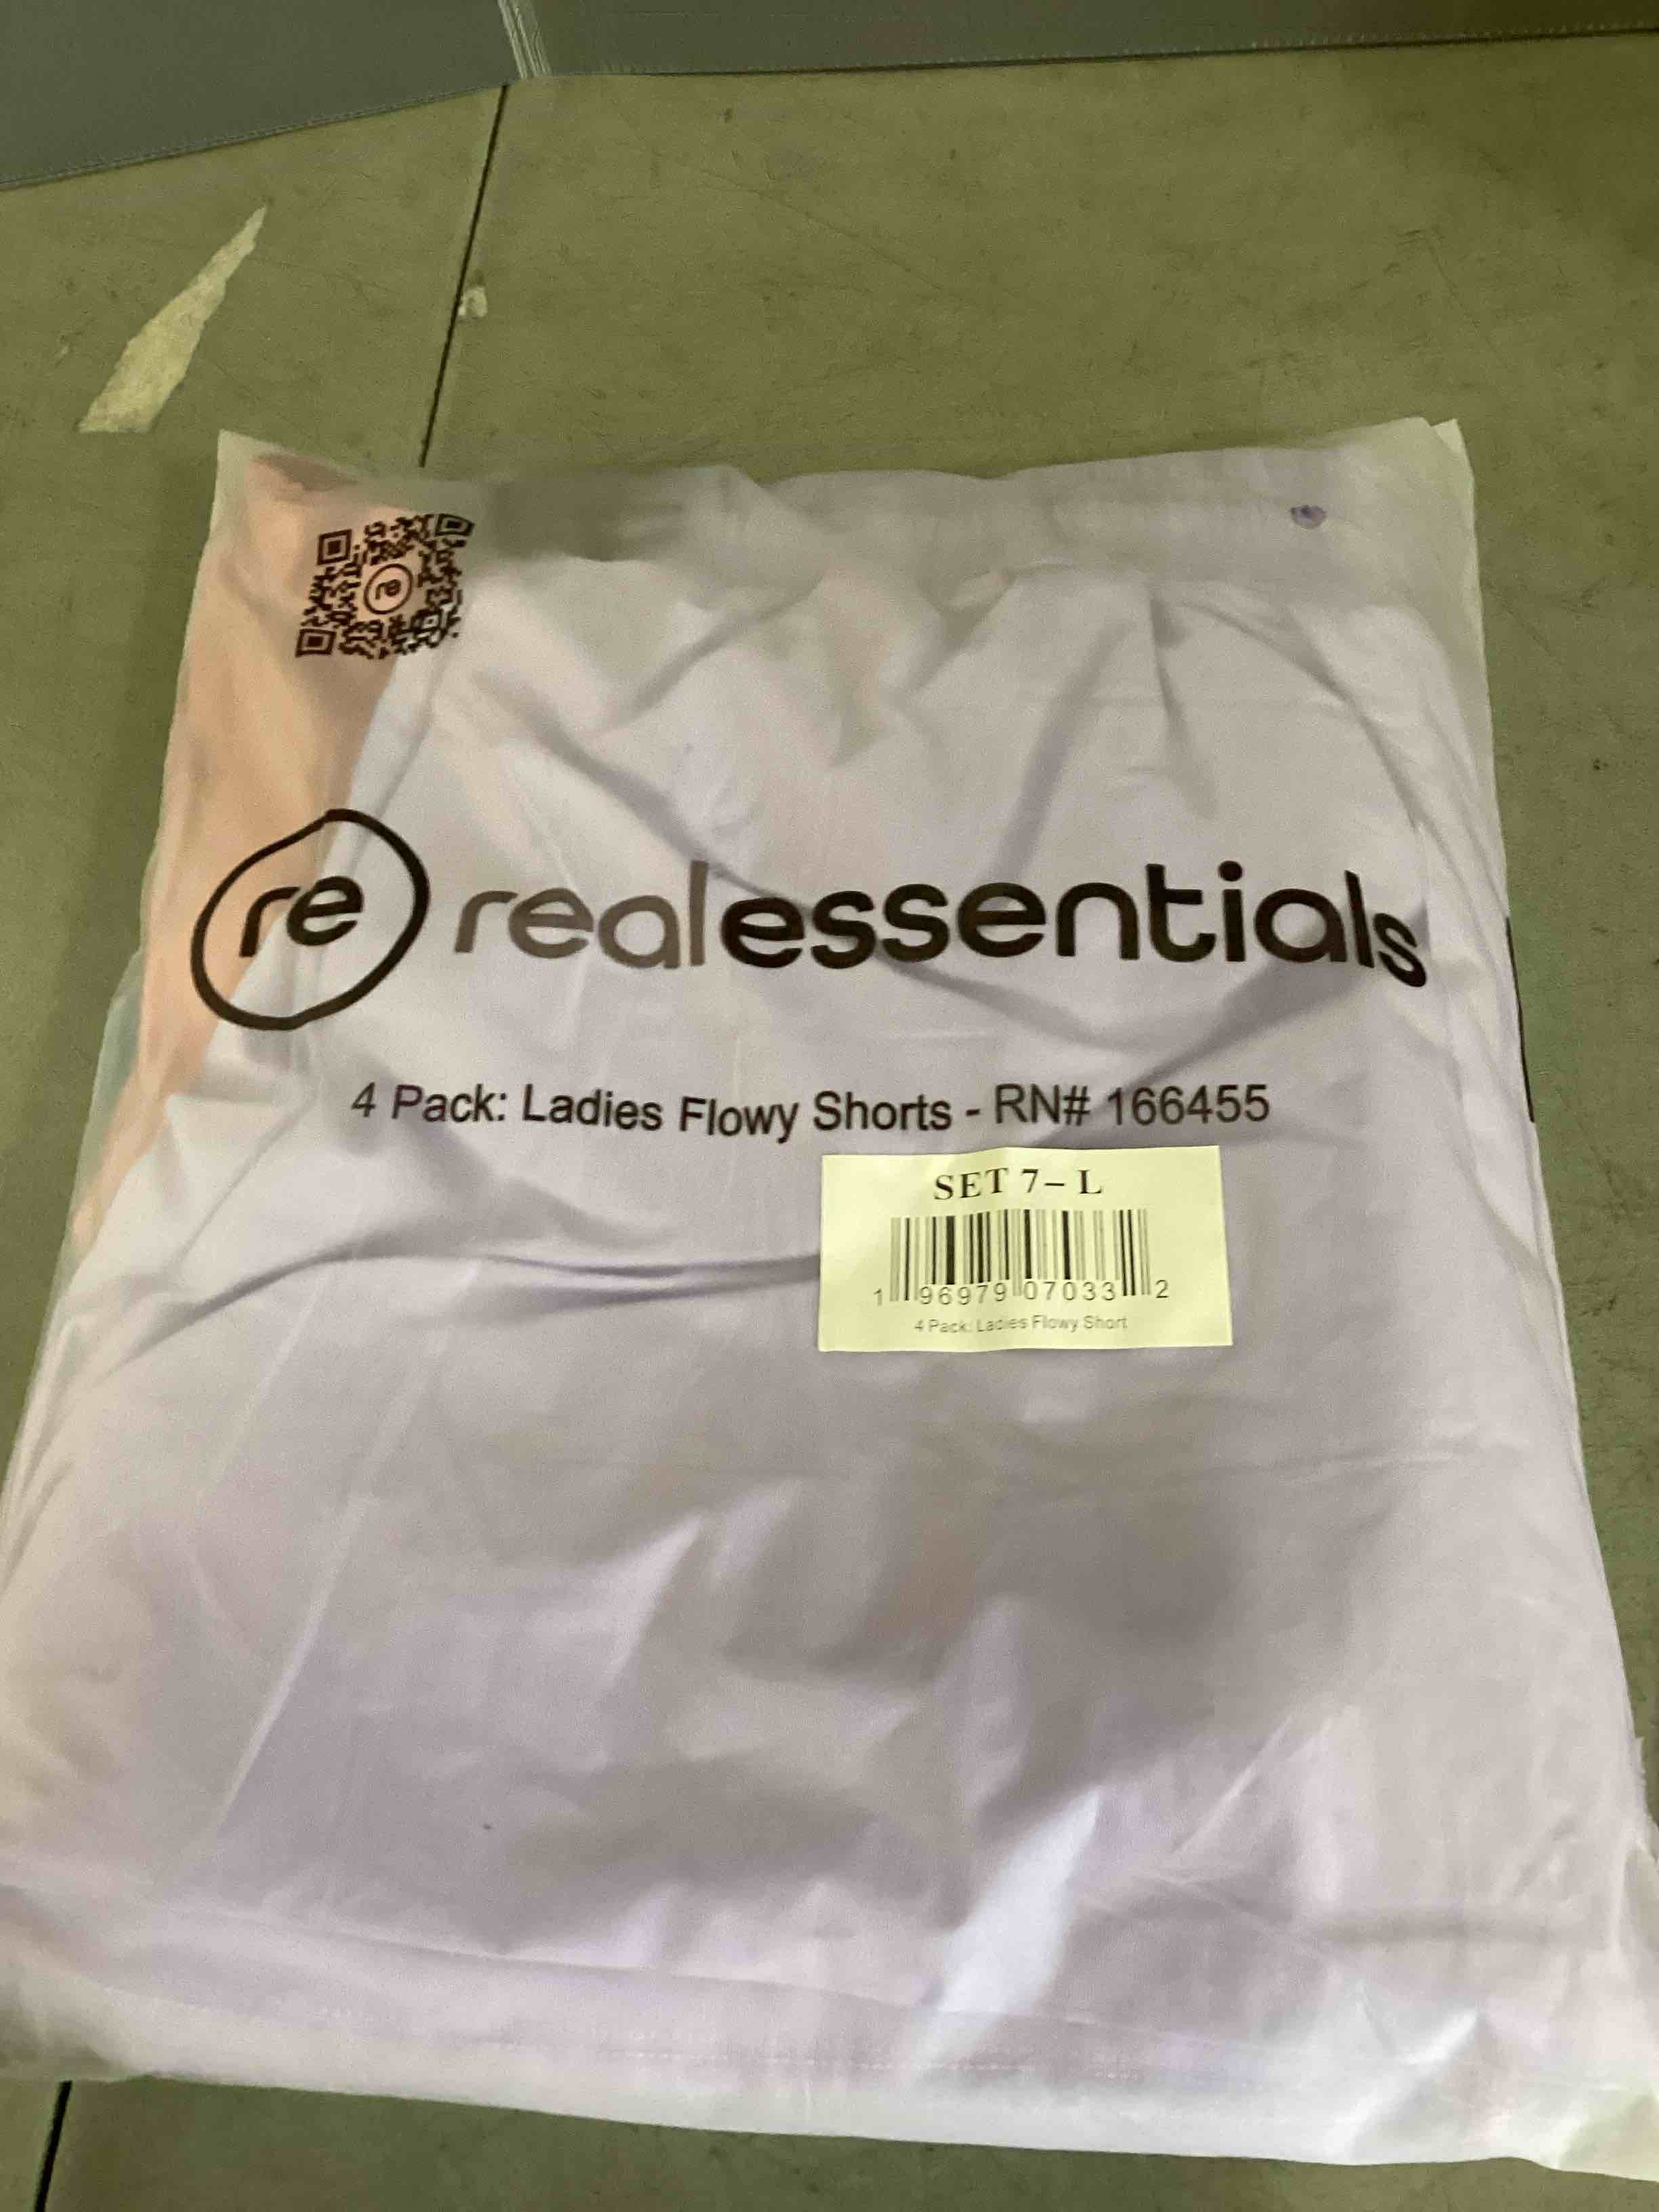 re realessentials
4 Pack: Ladies Flowy Shorts - RN# 166455
SET 7- L
1 96979 07033 2
4 Pack: Ladies Flowy Short